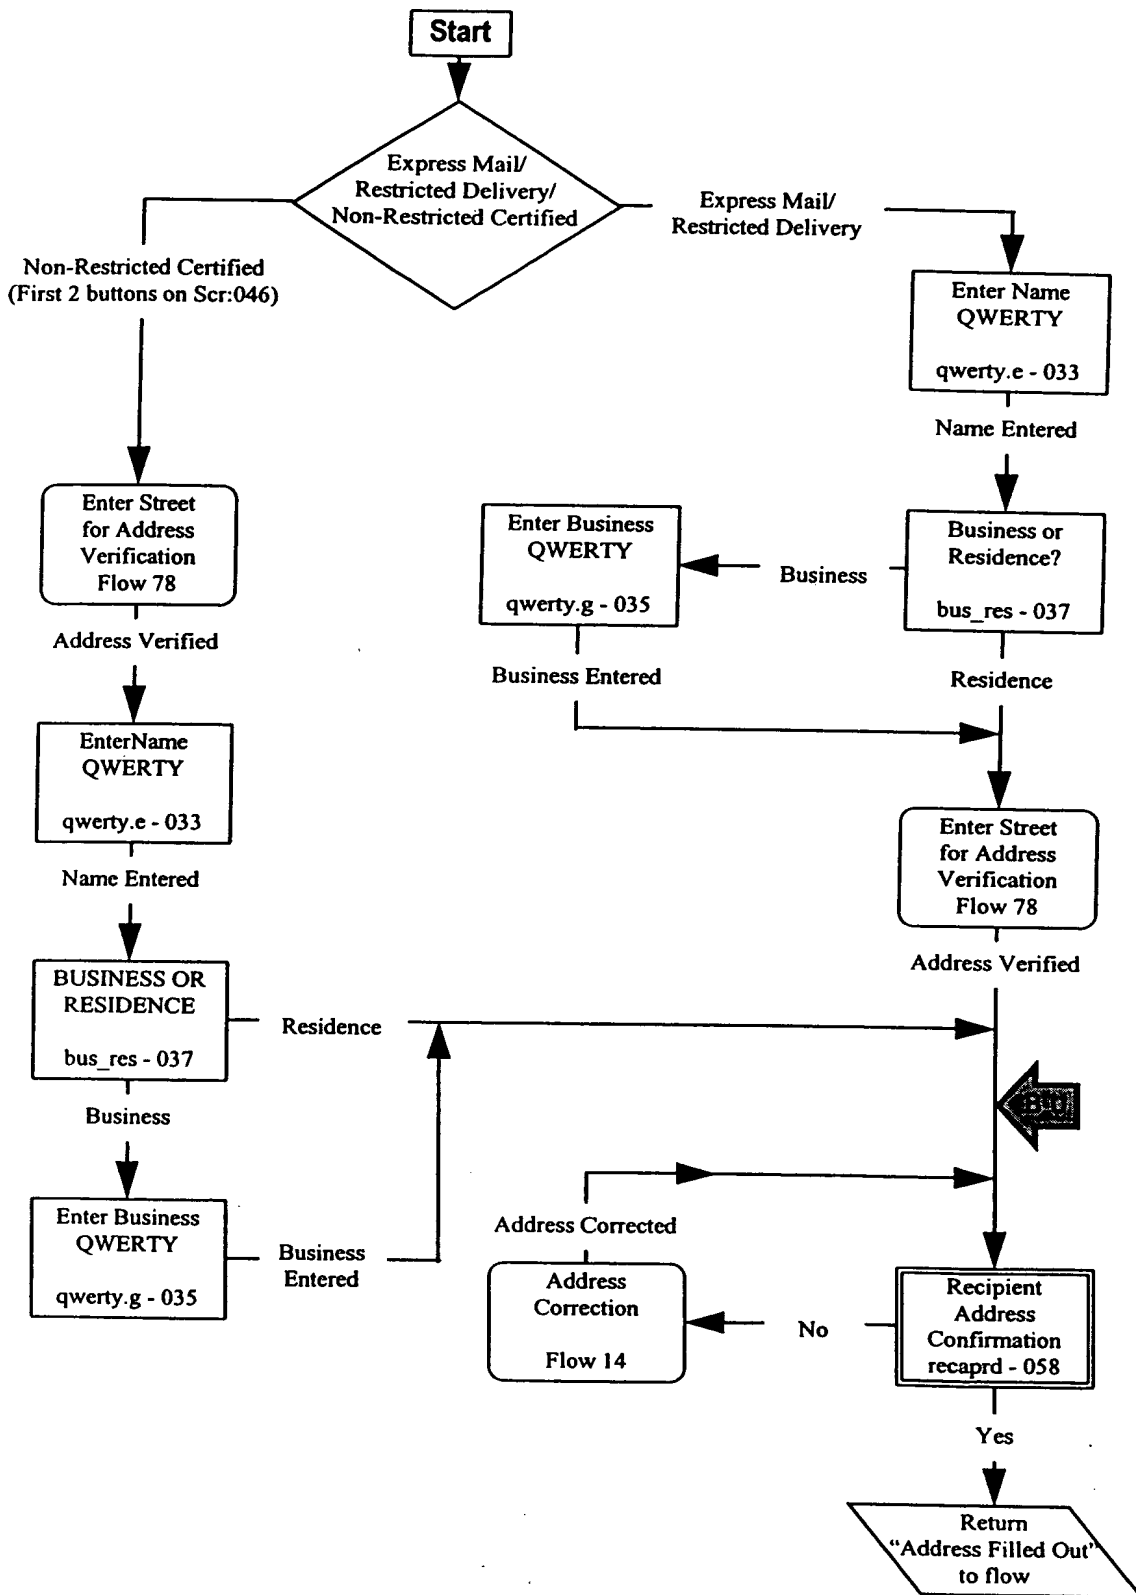 Start
Express Mail/
Restricted Delivery/
Non-Restricted Certified
Express Mail/
Restricted Delivery
Non-Restricted Certified
(First 2 buttons on Scr:046)
Enter Name
QWERTY
qwerty.e - 033
Name Entered
Enter Street
for Address
Verification
Flow 78
Enter Business
QWERTY
qwerty.g - 035
Business
Business or
Residence?
bus_res - 037
Address Verified
Business Entered
Residence
EnterName
QWERTY
qwerty.e - 033
Enter Street
for Address
Verification
Flow 78
Name Entered
Address Verified
BUSINESS OR
RESIDENCE
bus_res - 037
Residence
Business
Enter Business
QWERTY
qwerty.g - 035
Business
Entered
Address Corrected
Address
Correction
Flow 14
No
Recipient
Address
Confirmation
recaprd - 058
Yes
Return
“Address Filled Out”
to flow